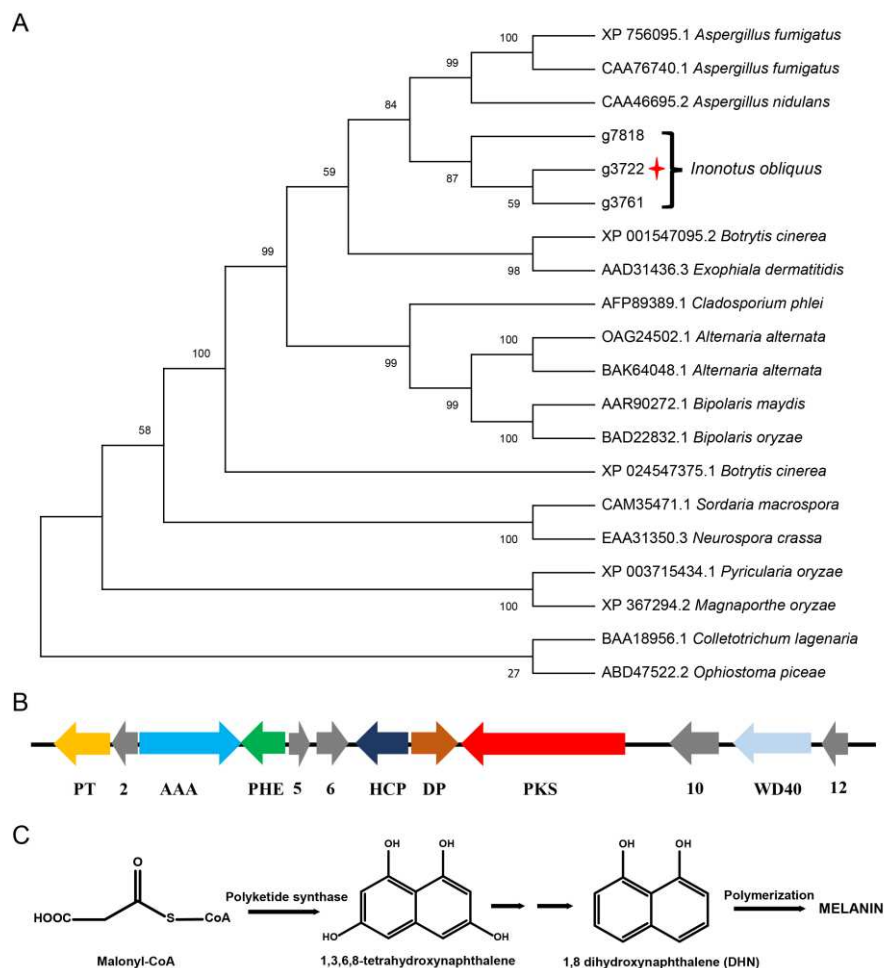 A
XP 756095.1 Aspergillus fumigatus
100
CAA76740.1 Aspergillus fumigatus
99
CAA46695.2 Aspergillus nidulans
84
g7818
g3722
Inonotus obliquus
87
59
g3761
59
XP 001547095.2 Botrytis cinerea
98
AAD31436.3 Exophiala dermatitidis
99
AFP89389.1 Cladosporium phlei
OAG24502.1 Alternaria alternata
100
99
BAK64048.1 Alternaria alternata
100
AAR90272.1 Bipolaris maydis
99
100
BAD22832.1 Bipolaris oryzae
58
XP 024547375.1 Botrytis cinerea
CAM35471.1 Sordaria macrospora
100
EAA31350.3 Neurospora crassa
XP 003715434.1 Pyricularia oryzae
100
XP 367294.2 Magnaporthe oryzae
BAA18956.1 Colletotrichum lagenaria
27
ABD47522.2 Ophiostoma piceae
B
PT 2 AAA PHE 5 6 HCP DP PKS 10 WD40 12
C
O
HOOC S CoA
Malonyl-CoA
Polyketide synthase
OH OH
HO OH
1,3,6,8-tetrahydroxynaphthalene
OH OH
1,8 dihydroxynaphthalene (DHN)
Polymerization
MELANIN